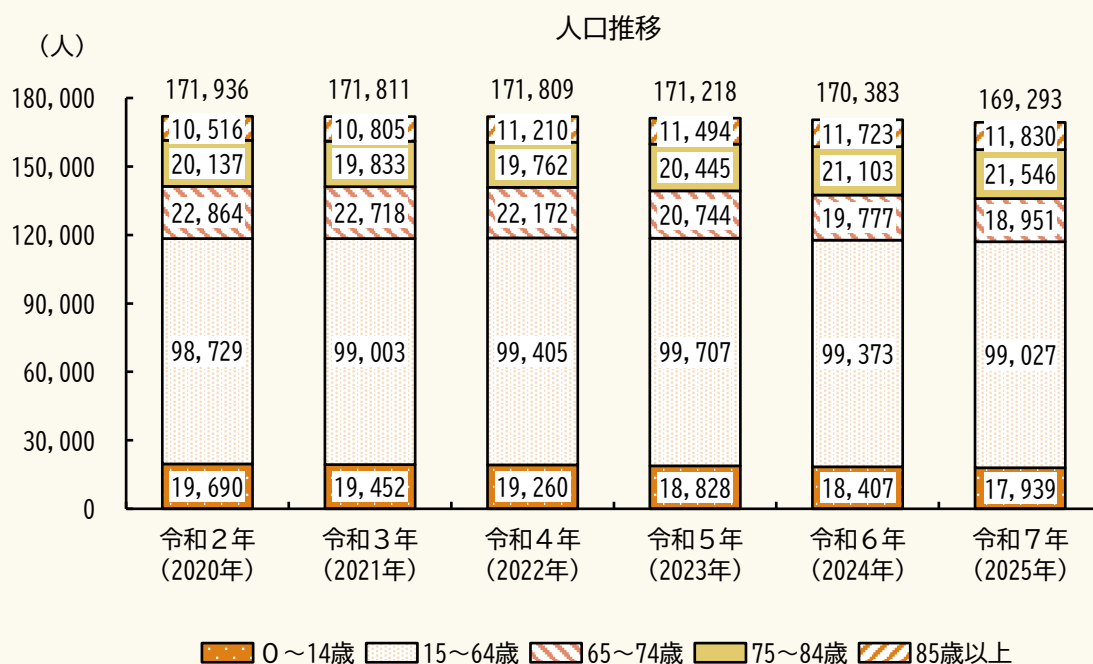 人口推移
（人）
171,936 171,811 171,809 171,218 170,383 169,293
180,000
10,516 10,805 11,210 11,494 11,723 11,830
20,137 19,833 19,762 20,445 21,103 21,546
150,000
22,864 22,718 22,172 20,744 19,777 18,951
120,000
90,000
98,729 99,003 99,405 99,707 99,373 99,027
60,000
30,000
19,690 19,452 19,260 18,828 18,407 17,939
0
令和２年 令和３年 令和４年 令和５年 令和６年 令和７年
（2020年） （2021年） （2022年） （2023年） （2024年） （2025年）
０～14歳 15～64歳 65～74歳 75～84歳 85歳以上